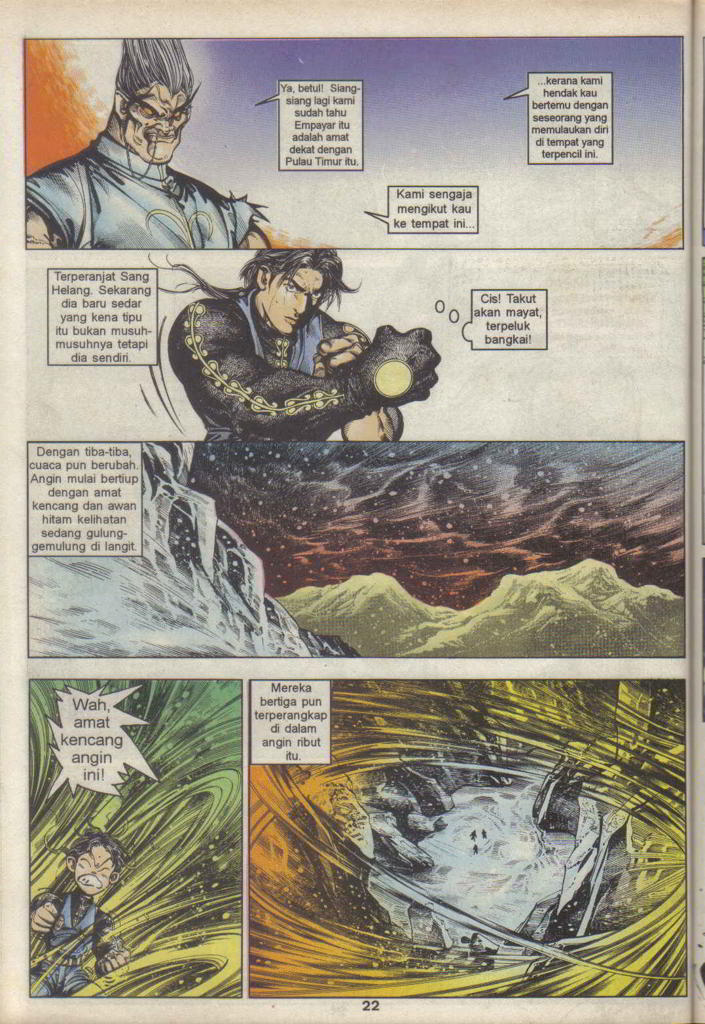 Ya, betul! Siang-
siang lagi kami
sudah tahu
Empayar itu
adalah amat
dekat dengan
Pulau Timur itu.
Kami sengaja
mengikut kau
ke tempat ini...
...kerana kami
hendak kau
bertemu dengan
seseorang yang
memulaukan diri
di tempat yang
terpencil ini.
Terperanjat Sang
Helang. Sekarang
dia baru sedar
yang kena tipu
itu bukan musuh-
musuhnya tetapi
dia sendiri.
Cis! Takut
akan mayat,
terpeluk
bangkai!
Dengan tiba-tiba,
cuaca pun berubah.
Angin mulai bertiup
dengan amat
kencang dan awan
hitam kelihatan
sedang gulung-
gemulung di langit.
Wah,
amat
kencang
angin
ini!
Mereka
bertiga pun
terperangkap
di dalam
angin ribut
itu.
22